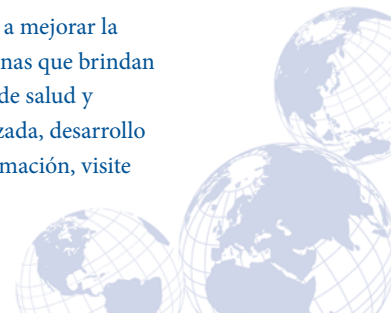 a mejorar la
nas que brindan
de salud y
zada, desarrollo
mación, visite